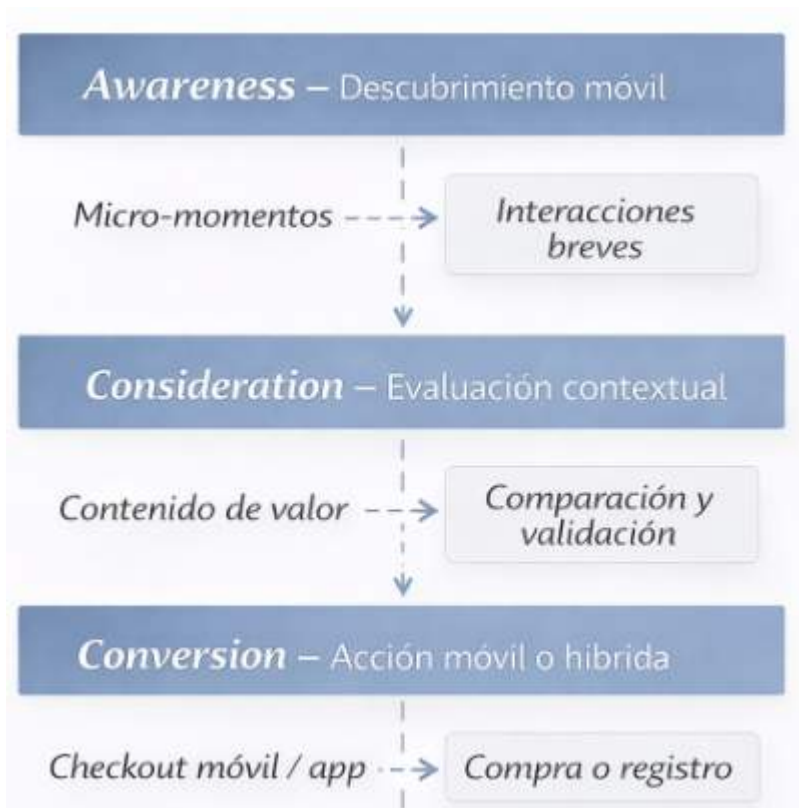 Awareness – Descubrimiento móvil
Micro-momentos
Interacciones
breves
Consideration – Evaluación contextual
Contenido de valor
Comparación y
validación
Conversion – Acción móvil o hibrida
Checkout móvil / app
Compra o registro